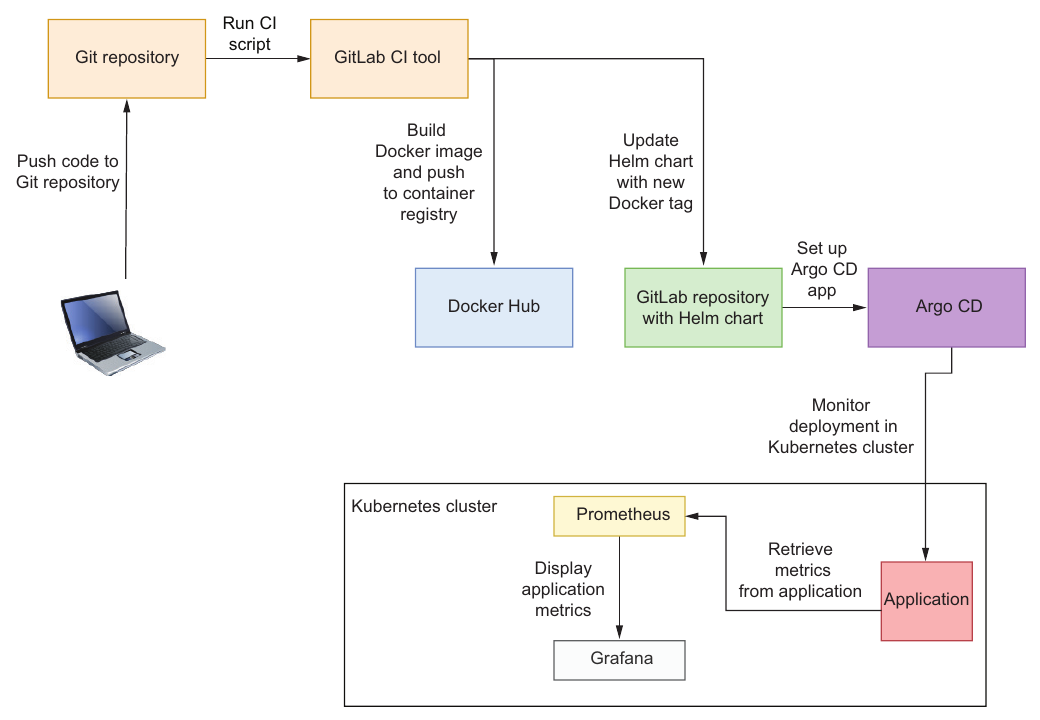 Run CI
script
Git repository
GitLab CI tool
Push code to
Git repository
Build
Docker image
and push
to container
registry
Update
Helm chart
with new
Docker tag
Docker Hub
GitLab repository
with Helm chart
Set up
Argo CD
app
Argo CD
Monitor
deployment in
Kubernetes cluster
Kubernetes cluster
Prometheus
Retrieve
metrics
from application
Application
Display
application
metrics
Grafana